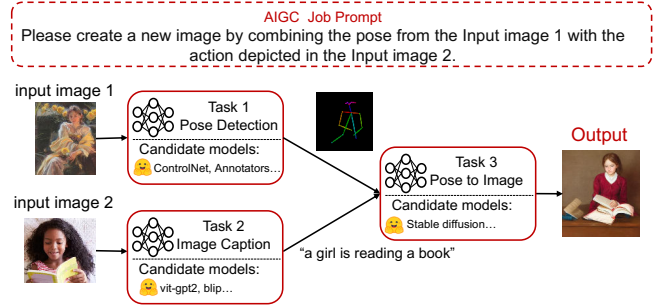 AIGC Job Prompt
Please create a new image by combining the pose from the Input image 1 with the
action depicted in the Input image 2.
input image 1
Task 1
Pose Detection
Candidate models:
ControlNet, Annotators…
input image 2
Task 2
Image Caption
Candidate models:
vit-gpt2, blip…
"a girl is reading a book"
Task 3
Pose to Image
Candidate models:
Stable diffusion…
Output